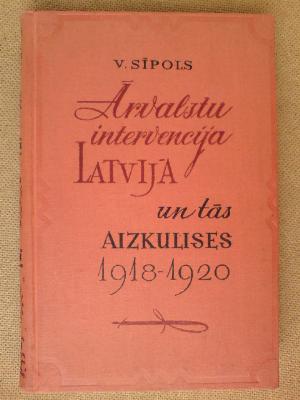 V. SĪPOLS
Ārvalstu
intervencija
LATVIJĀ
un tās
AIZKULISES
1918-1920